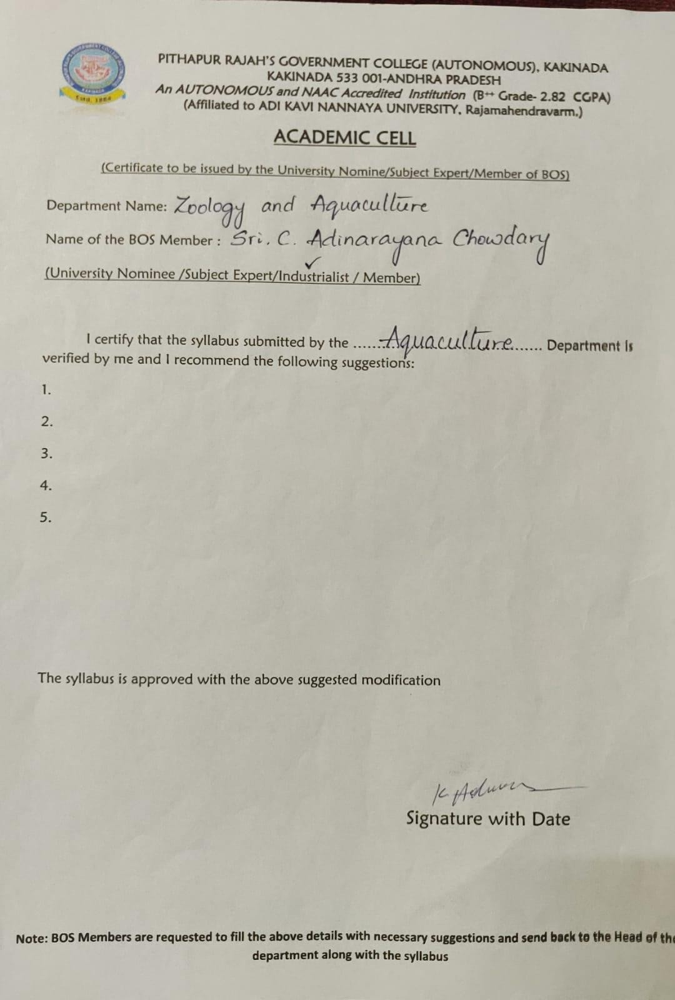 PITHAPUR RAJAH'S GOVERNMENT COLLEGE (AUTONOMOUS), KAKINADA
KAKINADA 533 001-ANDHRA PRADESH
An AUTONOMOUS and NAAC Accredited Institution (B++ Grade- 2.82 CGPA)
(Affiliated to ADI KAVI NANNAYA UNIVERSITY, Rajamahendravarm.)
KAKINADA
Estd. 1884
ACADEMIC CELL
(Certificate to be issued by the University Nomine/Subject Expert/Member of BOS)
Department Name: Zoology and Aquaculture
Name of the BOS Member : Sri. C. Adinarayana Chowdary
(University Nominee /Subject Expert/Industrialist / Member)
I certify that the syllabus submitted by the .......Aquaculture....... Department is
verified by me and I recommend the following suggestions:
1.
2.
3.
4.
5.
The syllabus is approved with the above suggested modification
Signature with Date
Note: BOS Members are requested to fill the above details with necessary suggestions and send back to the Head of the
department along with the syllabus